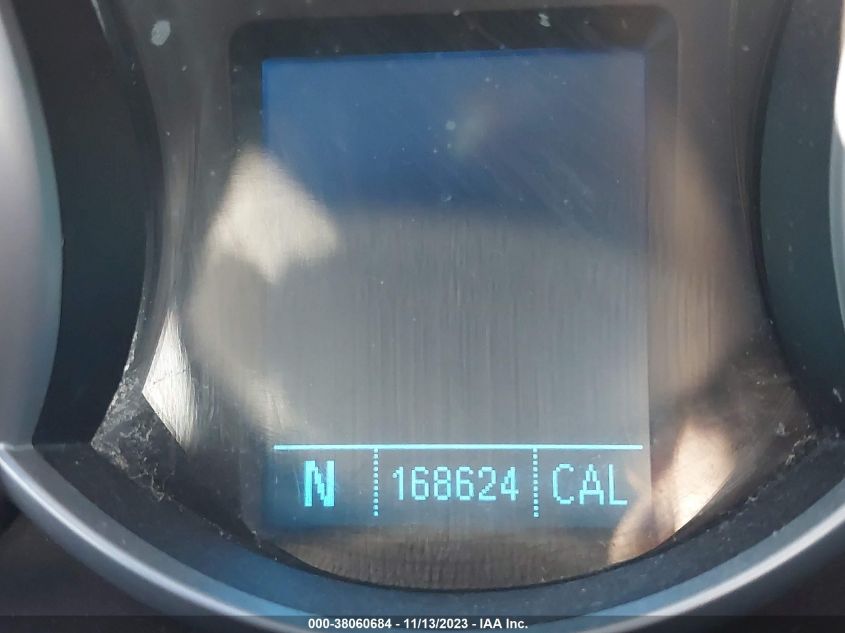 N 168624 CAL
000-38060684 - 11/13/2023 - IAA Inc.